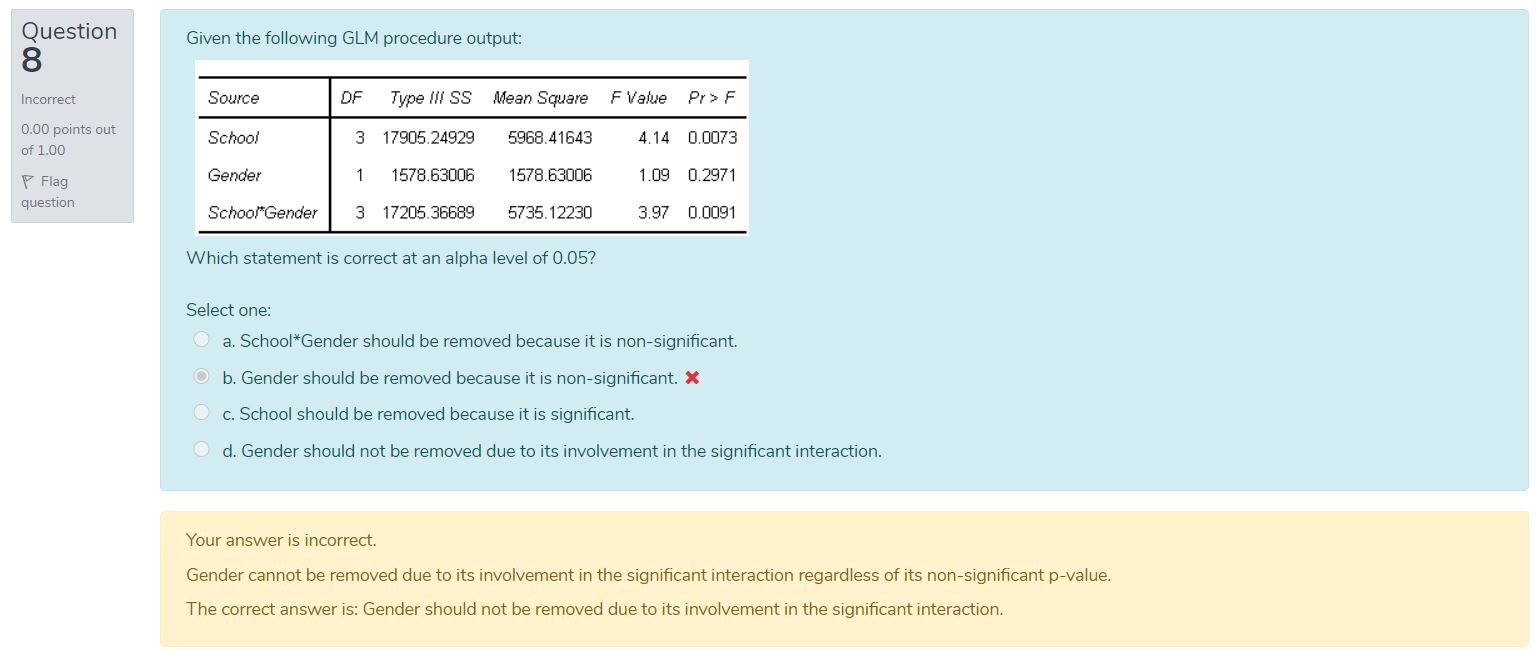 Question
8
Incorrect
0.00 points out
of 1.00
Flag
question
Given the following GLM procedure output:
Source DF Type III SS Mean Square F Value Pr > F
School 3 17905.24929 5968.41643 4.14 0.0073
Gender 1 1578.63006 1578.63006 1.09 0.2971
School*Gender 3 17205.36689 5735.12230 3.97 0.0091
Which statement is correct at an alpha level of 0.05?
Select one:
a. School*Gender should be removed because it is non-significant.
b. Gender should be removed because it is non-significant.
c. School should be removed because it is significant.
d. Gender should not be removed due to its involvement in the significant interaction.
Your answer is incorrect.
Gender cannot be removed due to its involvement in the significant interaction regardless of its non-significant p-value.
The correct answer is: Gender should not be removed due to its involvement in the significant interaction.